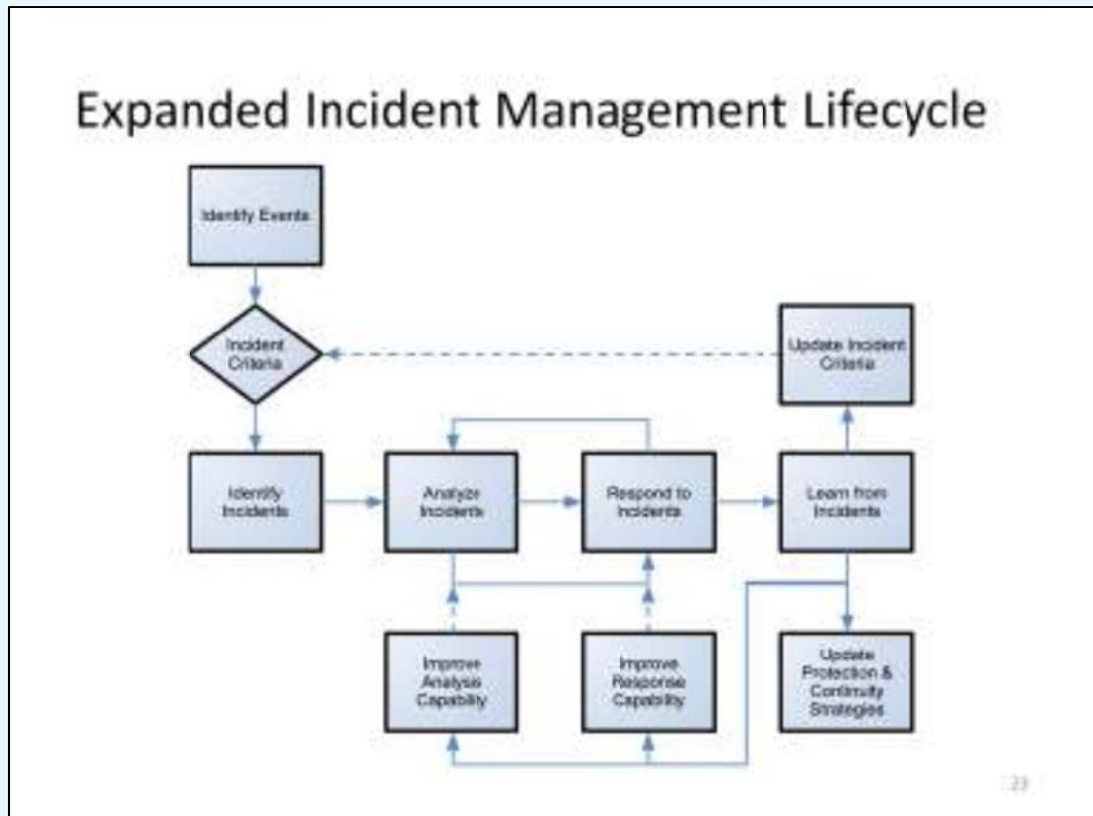 Expanded Incident Management Lifecycle
Identify Events
Incident
Criteria
Update Incident
Criteria
Identify
Incidents
Analyze
Incidents
Respond to
Incidents
Learn from
Incidents
Improve
Analysis
Capability
Improve
Response
Capability
Update
Protection &
Continuity
Strategies
23